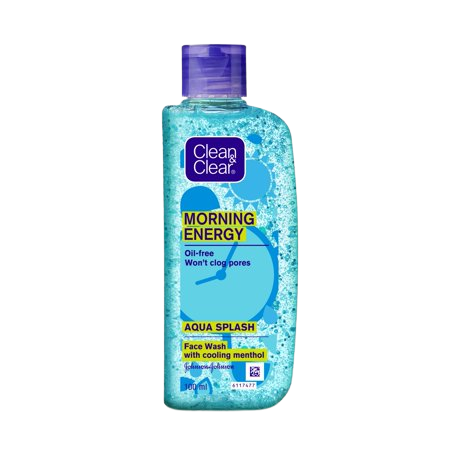 Clean &
Clear®
MORNING
ENERGY
Oil-free
Won't clog pores
AQUA SPLASH
Face Wash
with cooling menthol
Johnson&Johnson
100 ml
6117477